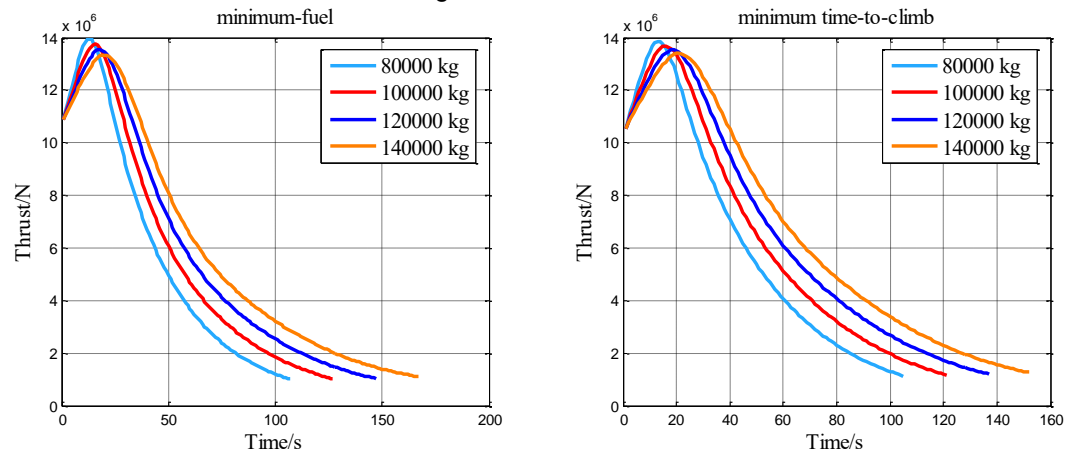 minimum-fuel
x 10^6
14
12
10
8
6
4
2
0
0 50 100 150 200
Thrust/N
Time/s
80000 kg
100000 kg
120000 kg
140000 kg
minimum time-to-climb
x 10^6
14
12
10
8
6
4
2
0
0 20 40 60 80 100 120 140 160
Thrust/N
Time/s
80000 kg
100000 kg
120000 kg
140000 kg